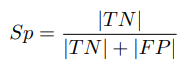 Sp = |TN| / |TN| + |FP|